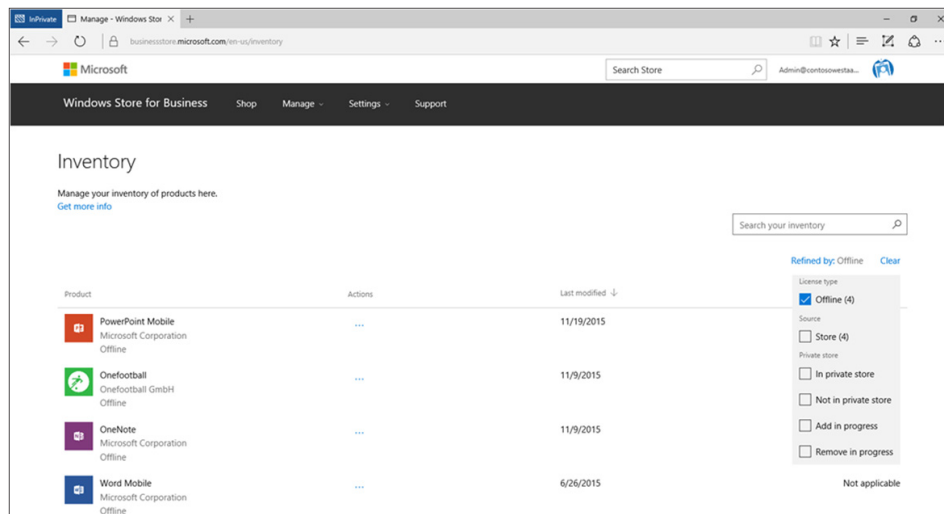 InPrivate
Manage - Windows Stor
businessstore.microsoft.com/en-us/inventory
Microsoft
Search Store
Admin@contosowestaa...
Windows Store for Business
Shop
Manage
Settings
Support
Inventory
Manage your inventory of products here.
Get more info
Search your inventory
Refined by: Offline
Clear
Product
Actions
Last modified
License type
Offline (4)
Source
Store (4)
Private store
In private store
Not in private store
Add in progress
Remove in progress
PowerPoint Mobile
Microsoft Corporation
Offline
...
11/19/2015
Onefootball
Onefootball GmbH
Offline
...
11/9/2015
OneNote
Microsoft Corporation
Offline
...
11/9/2015
Word Mobile
Microsoft Corporation
Offline
...
6/26/2015
Not applicable